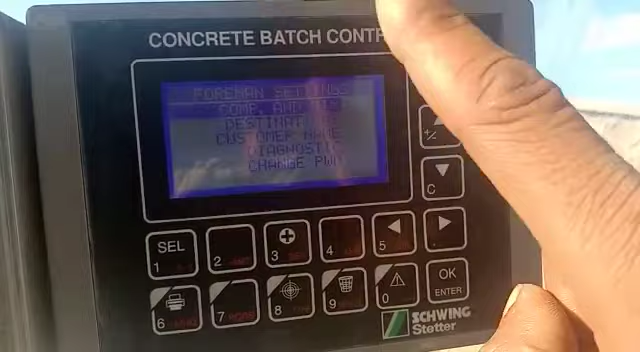 CONCRETE BATCH CONTR
FOREMAN SETTING
COMP. AND
DESTINAT
CUSTOMER NAME
DIAGNOSTIC
CHANGE PWD
+/-
C
SEL
1
2
3
4
5
OK
ENTER
6
7
8
9
0
SCHWING
Stetter